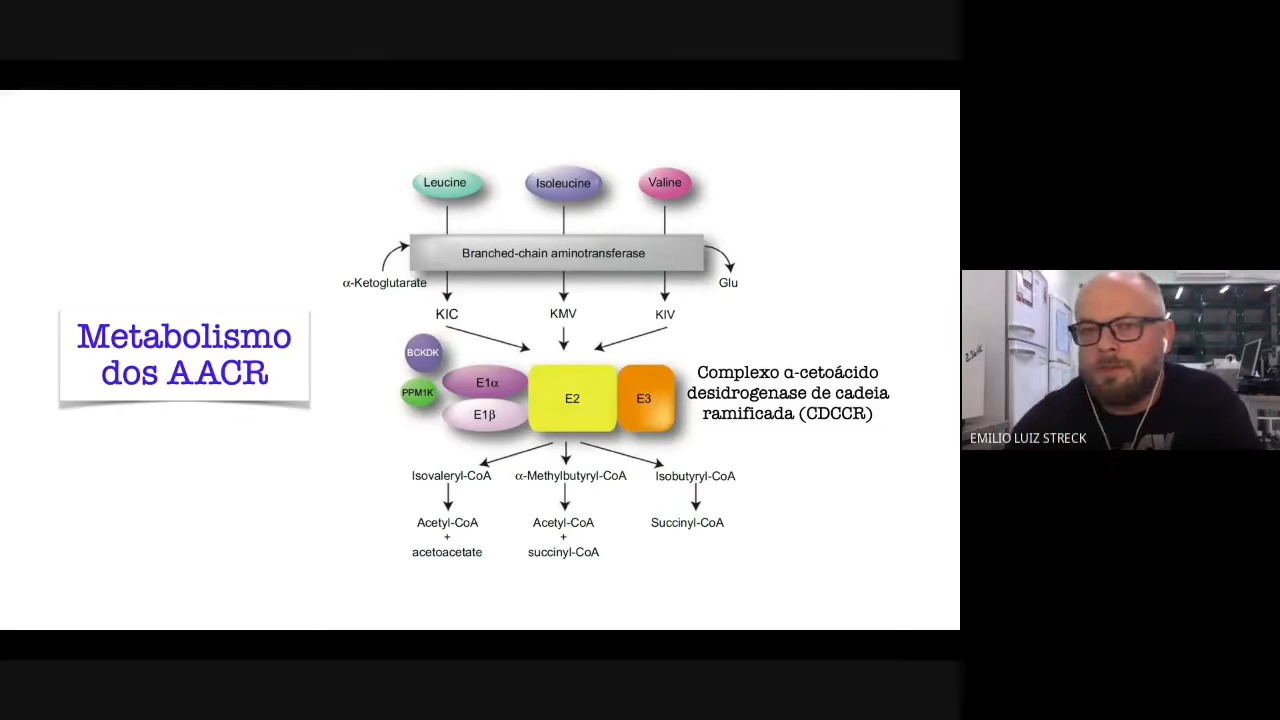 Leucine
Isoleucine
Valine
Branched-chain aminotransferase
α-Ketoglutarate
Glu
KIC
KMV
KIV
Metabolismo
dos AACR
BCKDK
PPM1K
E1α
E1β
E2
E3
Complexo α-cetoácido
desidrogenase de cadeia
ramificada (CDCCR)
Isovaleryl-CoA
α-Methylbutyryl-CoA
Isobutyryl-CoA
Acetyl-CoA
+
acetoacetate
Acetyl-CoA
+
succinyl-CoA
Succinyl-CoA
EMILIO LUIZ STRECK